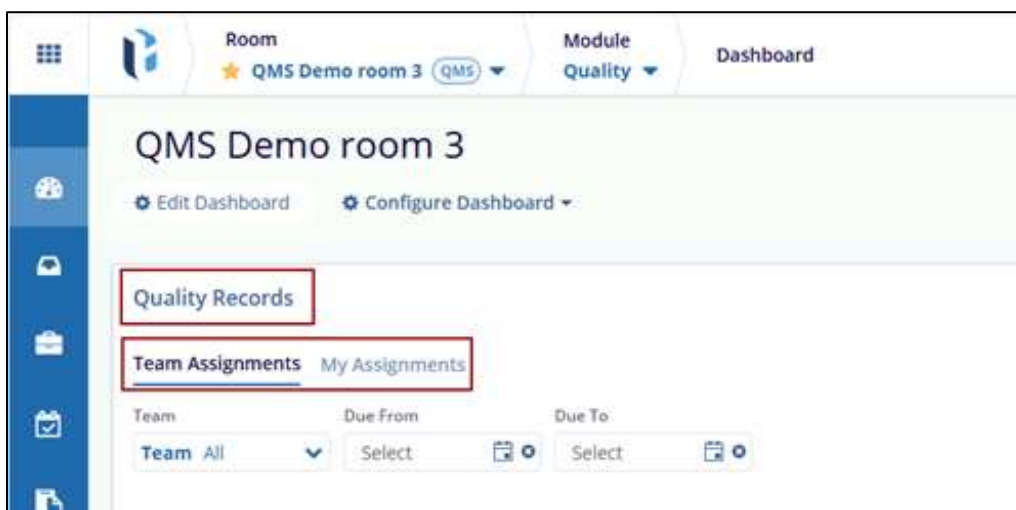 Room
QMS Demo room 3 QMS
Module
Quality
Dashboard
QMS Demo room 3
Edit Dashboard Configure Dashboard
Quality Records
Team Assignments My Assignments
Team Due From Due To
Team All Select Select